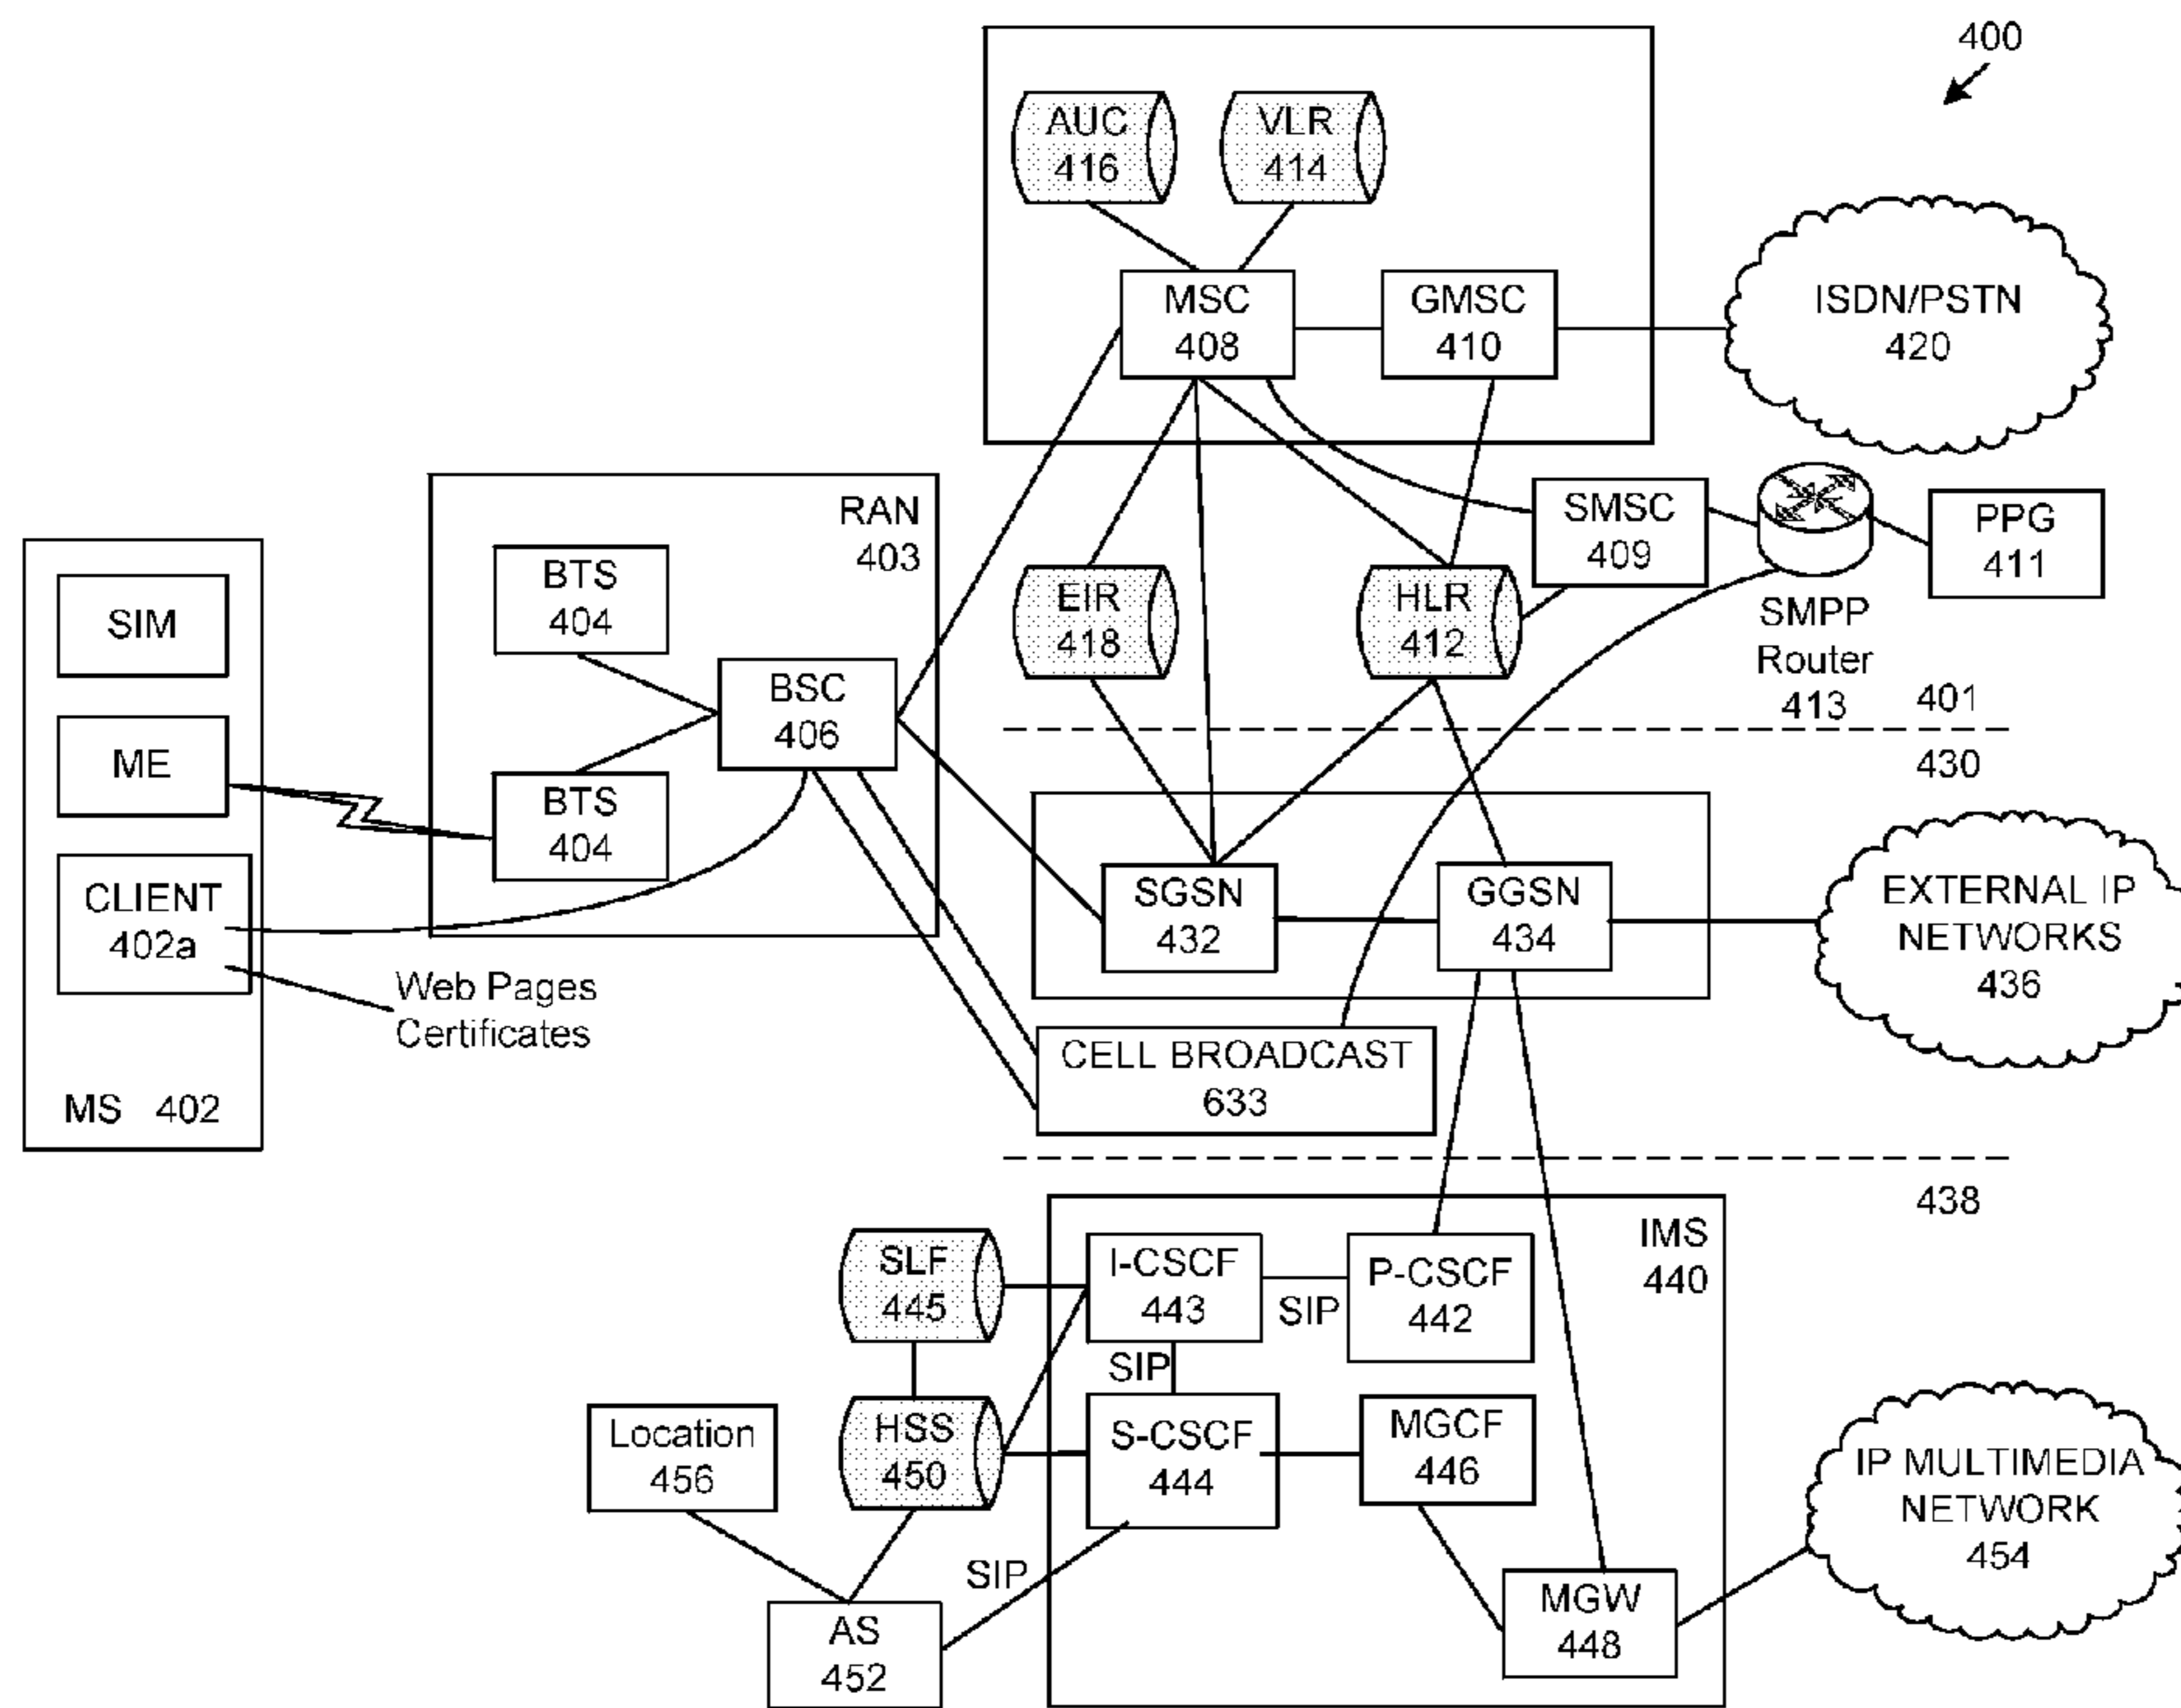 400
AUC
416
VLR
414
MSC
408
GMSC
410
ISDN/PSTN
420
RAN
403
SMSC
409
PPG
411
SMPP
Router
413
EIR
418
HLR
412
401
430
BTS
404
BSC
406
BTS
404
SIM
ME
CLIENT
402a
MS 402
Web Pages
Certificates
SGSN
432
GGSN
434
EXTERNAL IP
NETWORKS
436
CELL BROADCAST
633
438
IMS
440
SLF
445
I-CSCF
443
SIP
P-CSCF
442
SIP
Location
456
HSS
450
S-CSCF
444
MGCF
446
IP MULTIMEDIA
NETWORK
454
SIP
AS
452
MGW
448